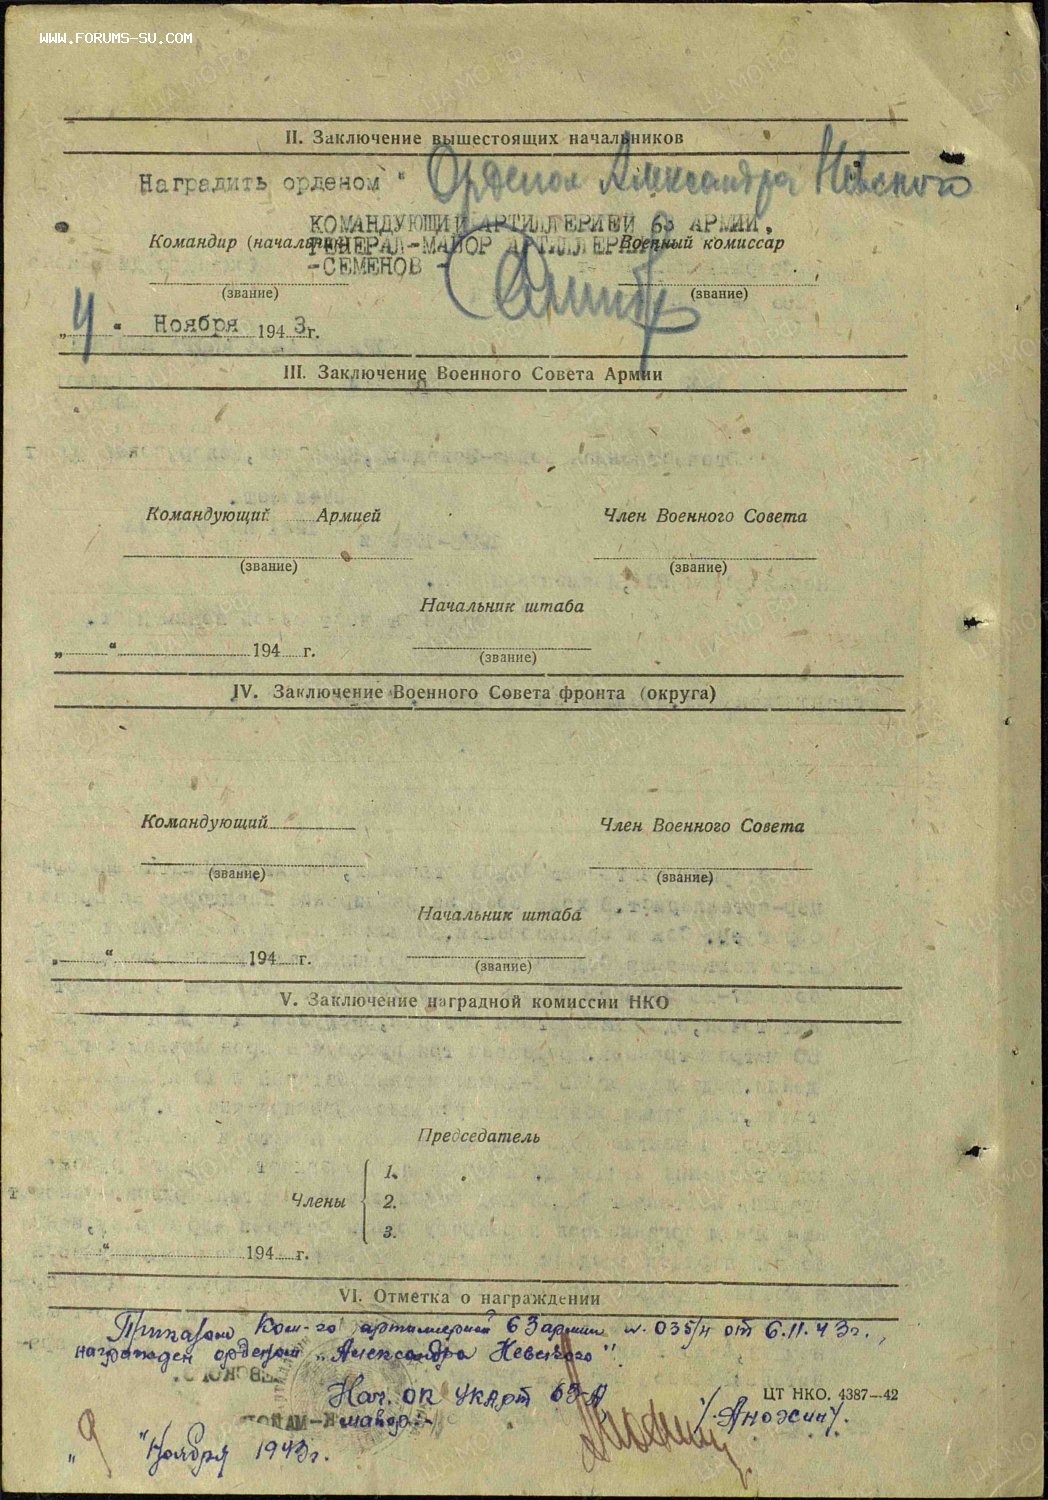 WWW.FORUMS-SU.COM
II. Заключение вышестоящих начальников
Наградить орденом " Орденом Александра Невского
КОМАНДУЮЩИЙ АРТИЛЛЕРИЕЙ 63 АРМИИ,
Командир (начальник) ГЕНЕРАЛ-МАЙОР АРТИЛЛЕРИИ Военный комиссар
-СЕМЕНОВ -
(звание) (звание)
„4" Ноября 1943г.
III. Заключение Военного Совета Армии
Командующий Армией Член Военного Совета
(звание) (звание)
Начальник штаба
„ " 194 г.
(звание)
IV. Заключение Военного Совета фронта (округа)
Командующий Член Военного Совета
(звание) (звание)
Начальник штаба
„ " 194 г.
(звание)
V. Заключение наградной комиссии НКО
Председатель
1.
Члены 2.
3.
" 194 г.
VI. Отметка о награждении
Приказом Ком-го артиллерией 63 армии н. 035/н от 6.11.43г.,
награжден орденом „Александра Невского"
Нач. ОК УКАрт 63-А
ЦТ НКО. 4387—42
майор:- /Анохин/.
„9" Ноября 1943г.